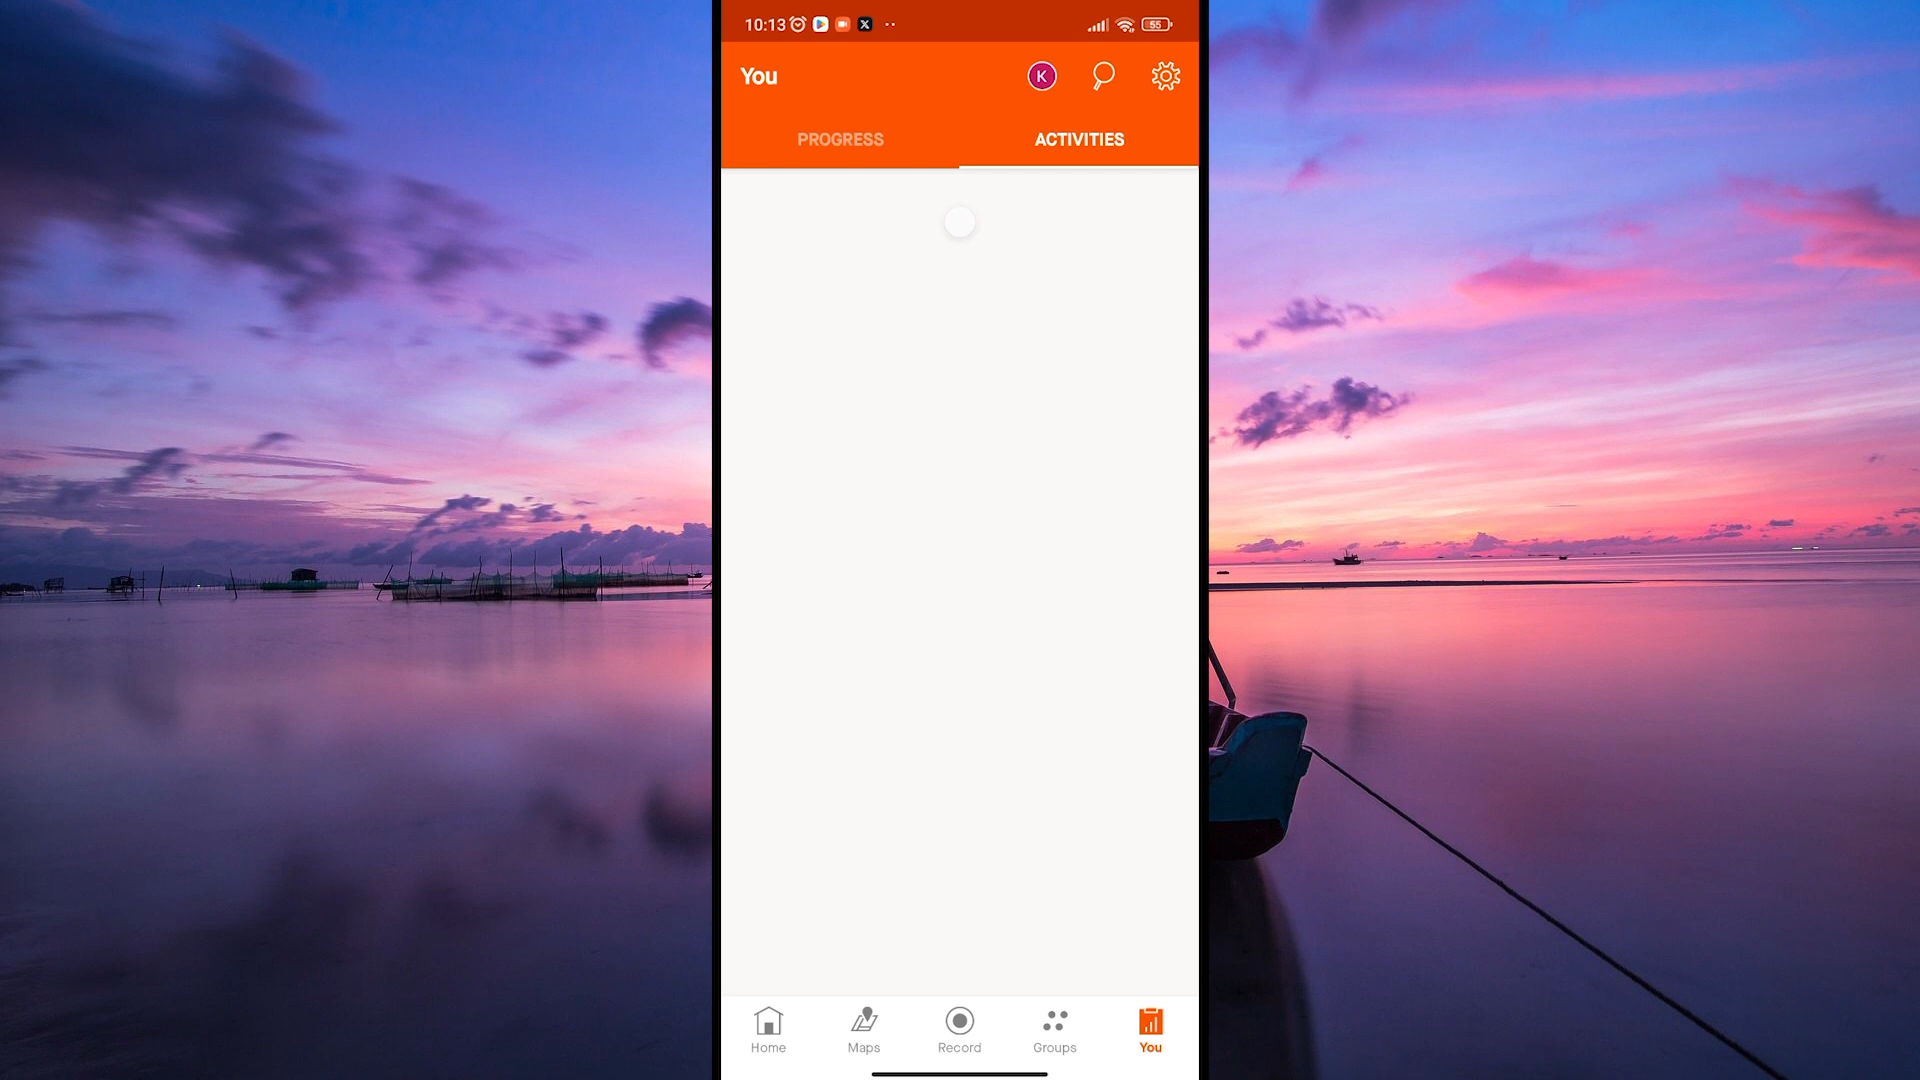 10:13
55
You
K
PROGRESS
ACTIVITIES
Home
Maps
Record
Groups
You